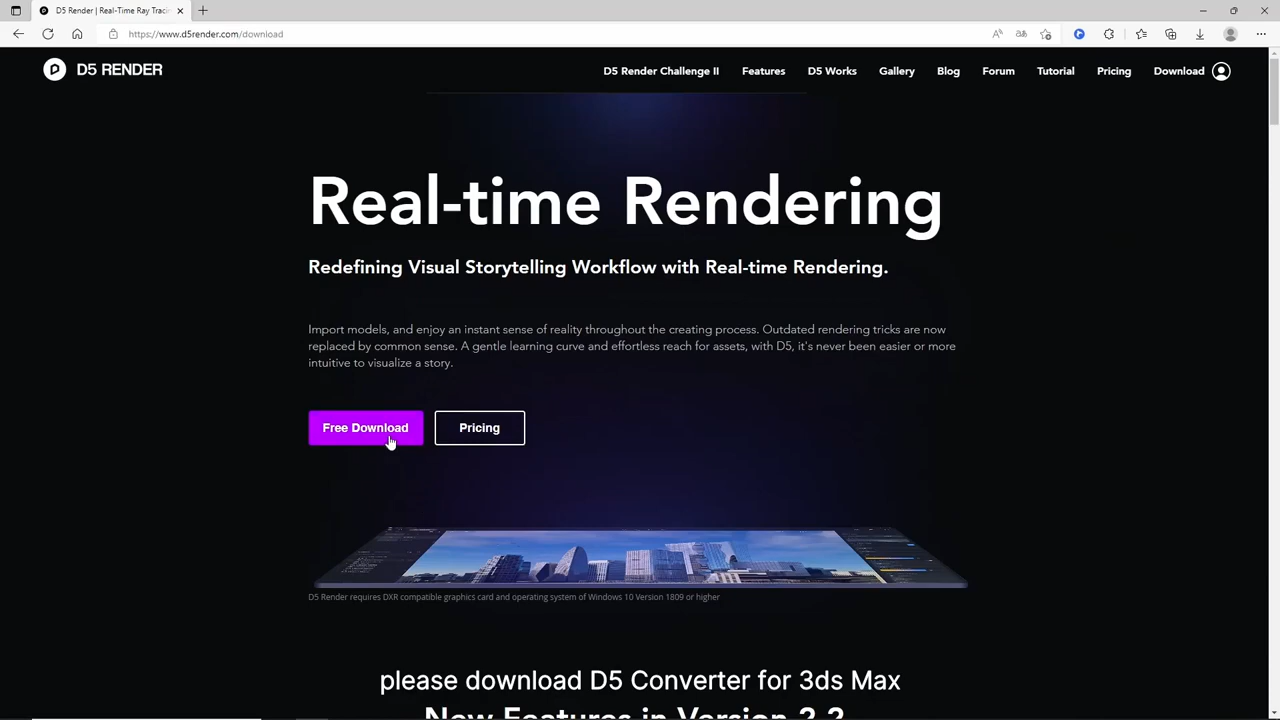 D5 Render | Real-Time Ray Tracin
https://www.d5render.com/download
D5 RENDER
D5 Render Challenge II
Features
D5 Works
Gallery
Blog
Forum
Tutorial
Pricing
Download
Real-time Rendering
Redefining Visual Storytelling Workflow with Real-time Rendering.
Import models, and enjoy an instant sense of reality throughout the creating process. Outdated rendering tricks are now
replaced by common sense. A gentle learning curve and effortless reach for assets, with D5, it's never been easier or more
intuitive to visualize a story.
Free Download
Pricing
D5 Render requires DXR compatible graphics card and operating system of Windows 10 Version 1809 or higher
please download D5 Converter for 3ds Max
New Features in Version 2.2